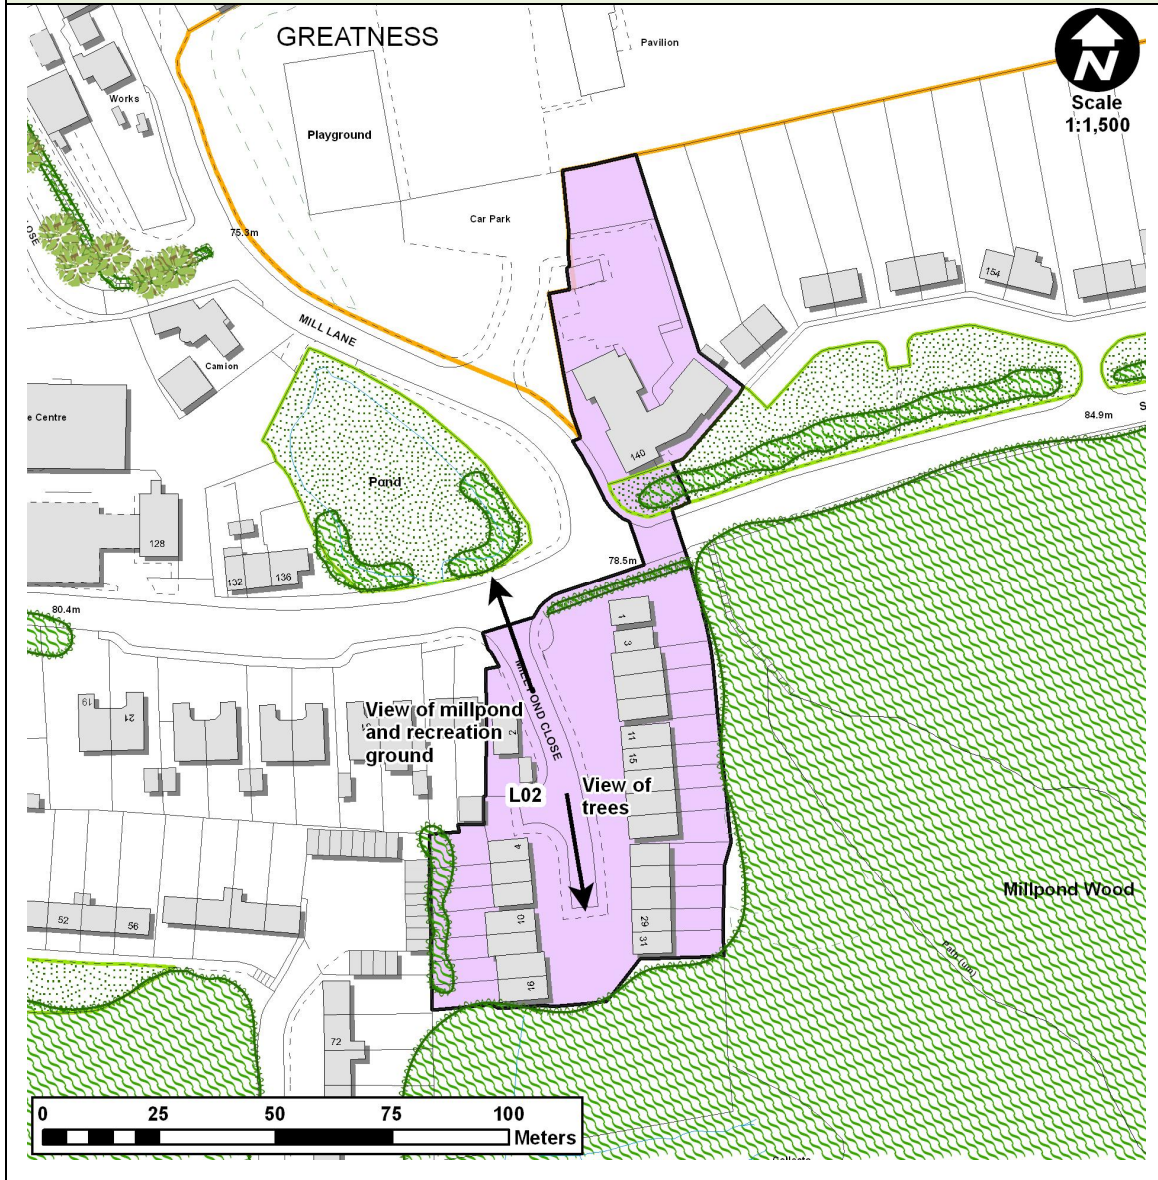 GREATNESS
Pavilion
N
Scale
1:1,500
Works
Playground
Car Park
75.3m
OSE
MILL LANE
154
Camion
e Centre
84.9m
S
140
Pond
128
132
136
78.5m
80.4m
1
3
19
21
MILLPOND CLOSE
View of millpond
and recreation
ground
2
11
15
L02
View of
trees
4
Millpond Wood
52
56
10
29
31
Path (um)
16
72
0 25 50 75 100
Meters